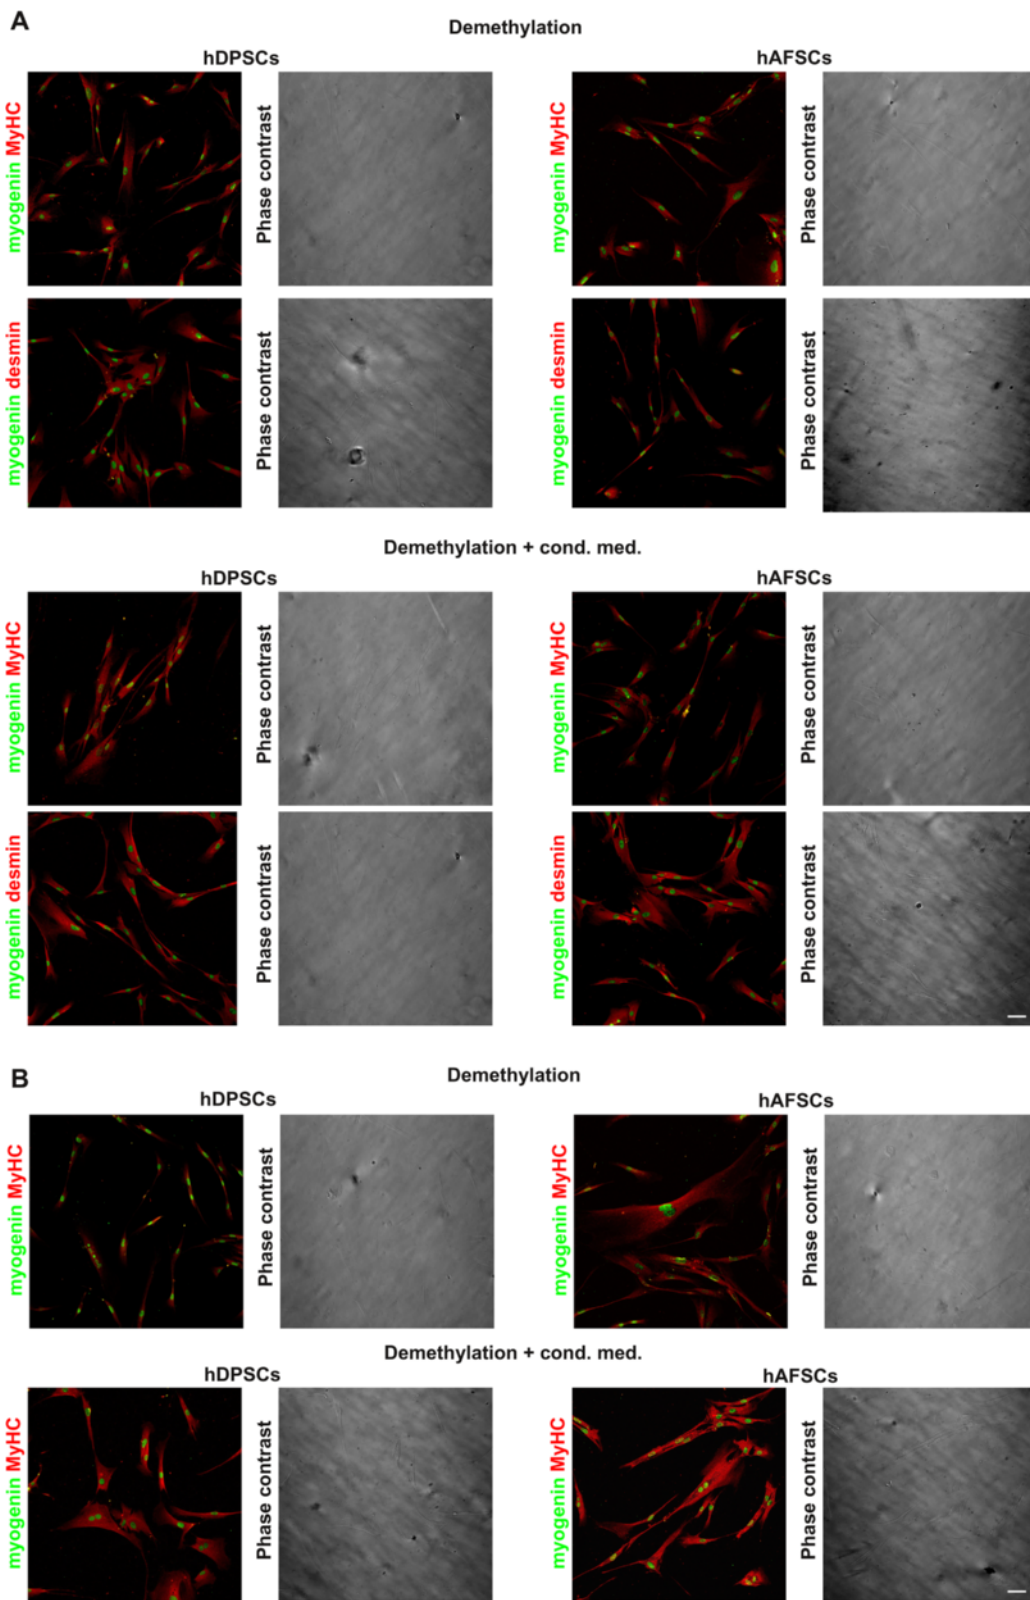 A
Demethylation
hDPSCs
hAFSCs
myogenin MyHC
Phase contrast
myogenin MyHC
Phase contrast
myogenin desmin
Phase contrast
myogenin desmin
Phase contrast
Demethylation + cond. med.
hDPSCs
hAFSCs
myogenin MyHC
Phase contrast
myogenin MyHC
Phase contrast
myogenin desmin
Phase contrast
myogenin desmin
Phase contrast
B
Demethylation
hDPSCs
hAFSCs
myogenin MyHC
Phase contrast
myogenin MyHC
Phase contrast
Demethylation + cond. med.
hDPSCs
hAFSCs
myogenin MyHC
Phase contrast
myogenin MyHC
Phase contrast